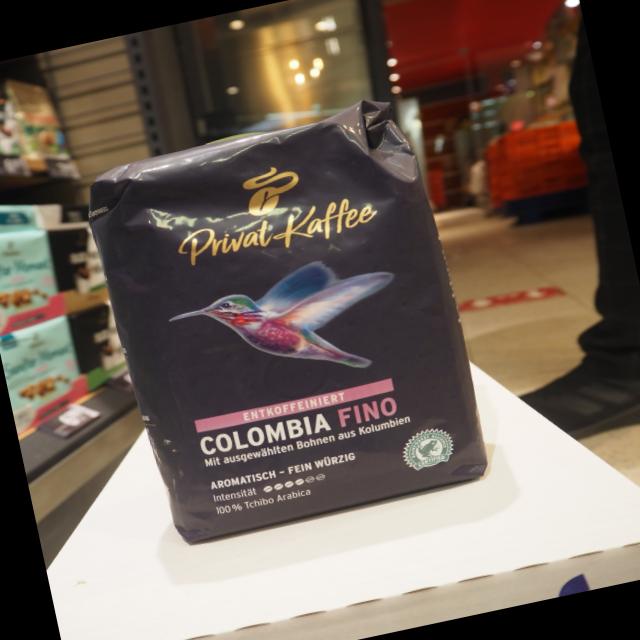 Privat Kaffee
ENTKOFFEINIERT
COLOMBIA FINO
Mit ausgewählten Bohnen aus Kolumbien
AROMATISCH – FEIN WÜRZIG
Intensität
100 % Tchibo Arabica